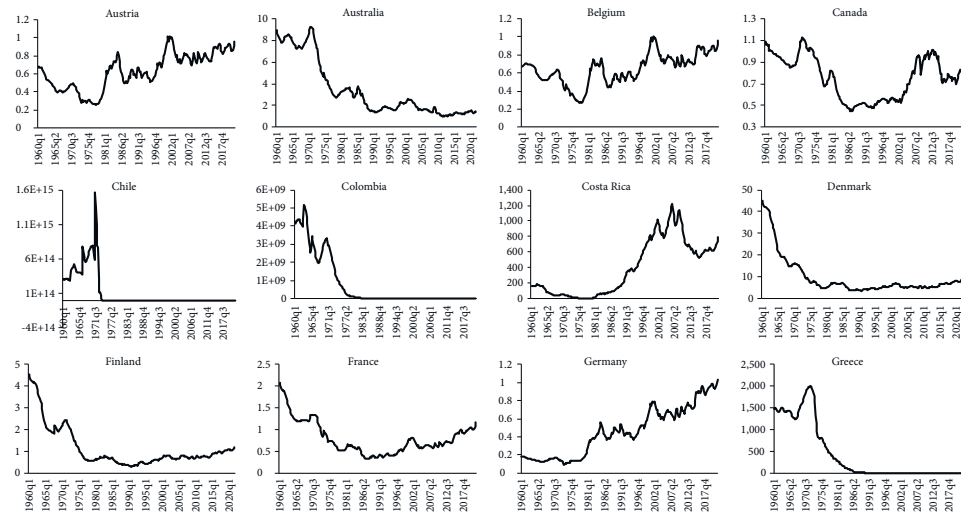 Austria
1.2
1
0.8
0.6
0.4
0.2
0
1960q1 1965q2 1970q3 1975q4 1981q1 1986q2 1991q3 1996q4 2002q1 2007q2 2012q3 2017q4
Australia
10
8
6
4
2
0
1960q1 1965q1 1970q1 1975q1 1980q1 1985q1 1990q1 1995q1 2000q1 2005q1 2010q1 2015q1 2020q1
Belgium
1.2
1
0.8
0.6
0.4
0.2
0
1960q1 1965q2 1970q3 1975q4 1981q1 1986q2 1991q3 1996q4 2002q1 2007q2 2012q3 2017q4
Canada
1.3
1.1
0.9
0.7
0.5
0.3
1960q1 1965q2 1970q3 1975q4 1981q1 1986q2 1991q3 1996q4 2002q1 2007q2 2012q3 2017q4
Chile
1.6E+15
1.1E+15
6E+14
1E+14
-4E+14
1960q1 1965q4 1971q3 1977q2 1983q1 1988q4 1994q3 2000q2 2006q1 2011q4 2017q3
Colombia
6E+09
5E+09
4E+09
3E+09
2E+09
1E+09
0
1960q1 1965q4 1971q3 1977q2 1983q1 1988q4 1994q3 2000q2 2006q1 2011q4 2017q3
Costa Rica
1,400
1,200
1,000
800
600
400
200
0
1960q1 1965q2 1970q3 1975q4 1981q1 1986q2 1991q3 1996q4 2002q1 2007q2 2012q3 2017q4
Denmark
50
40
30
20
10
0
1960q1 1965q1 1970q1 1975q1 1980q1 1985q1 1990q1 1995q1 2000q1 2005q1 2010q1 2015q1 2020q1
Finland
5
4
3
2
1
0
1960q1 1965q1 1970q1 1975q1 1980q1 1985q1 1990q1 1995q1 2000q1 2005q1 2010q1 2015q1 2020q1
France
2.5
2
1.5
1
0.5
0
1960q1 1965q2 1970q3 1975q4 1981q1 1986q2 1991q3 1996q4 2002q1 2007q2 2012q3 2017q4
Germany
1.2
1
0.8
0.6
0.4
0.2
0
1960q1 1965q2 1970q3 1975q4 1981q1 1986q2 1991q3 1996q4 2002q1 2007q2 2012q3 2017q4
Greece
2,500
2,000
1,500
1,000
500
0
1960q1 1965q2 1970q3 1975q4 1981q1 1986q2 1991q3 1996q4 2002q1 2007q2 2012q3 2017q4